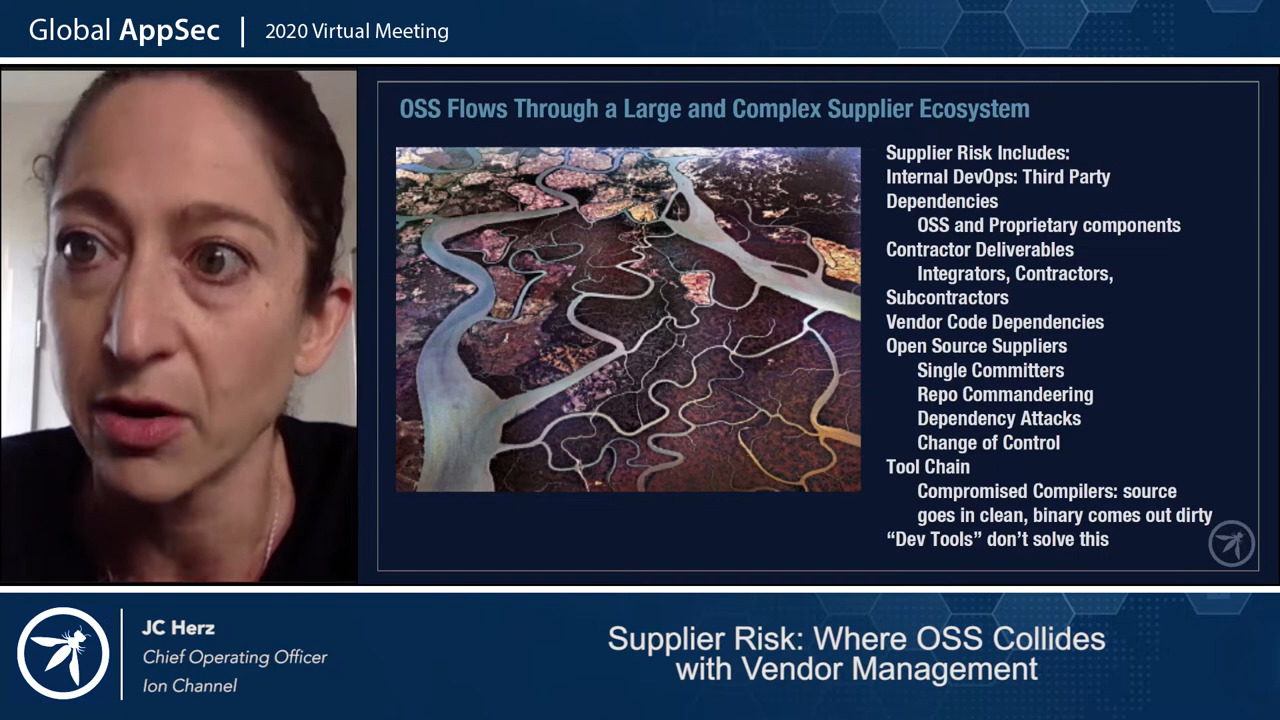 Global AppSec | 2020 Virtual Meeting
OSS Flows Through a Large and Complex Supplier Ecosystem
Supplier Risk Includes:
Internal DevOps: Third Party
Dependencies
OSS and Proprietary components
Contractor Deliverables
Integrators, Contractors,
Subcontractors
Vendor Code Dependencies
Open Source Suppliers
Single Committers
Repo Commandeering
Dependency Attacks
Change of Control
Tool Chain
Compromised Compilers: source
goes in clean, binary comes out dirty
“Dev Tools” don’t solve this
JC Herz
Chief Operating Officer
Ion Channel
Supplier Risk: Where OSS Collides
with Vendor Management